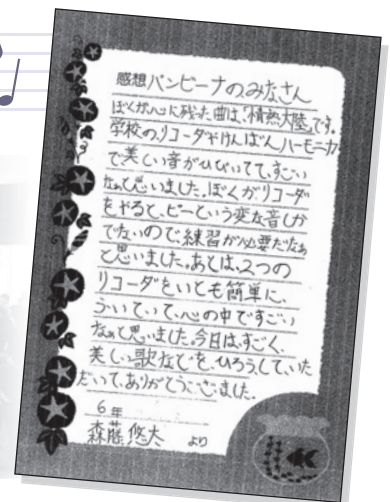 感想バンビーナのみなさん
ぼくが心に残った曲は、「情熱大陸」です。
学校の、リコーダやけんばん、ハーモニカ
で美しい音がひびいてて、すごい
なぁと思いました。ぼくが、リコーダ
をやると、ピーという変な音しか
でないので、練習が必要だなぁ
と思いました。あとは、2つの
リコーダをいとも簡単に、
ふいていて、心の中ですごい
なぁと思いました。今日は、すごく、
美しい歌などを、ひろうして、いた
だいて、ありがとうございました。
6年
森藤 悠大 より